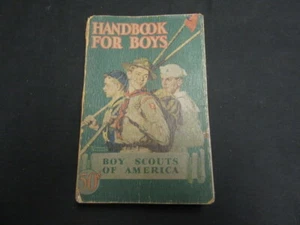 HANDBOOK
FOR BOYS
BOY SCOUTS
OF AMERICA